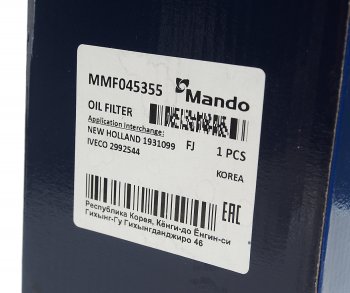 MMF045355 Mando
OIL FILTER
Application Interchange:
NEW HOLLAND 1931099 FJ 1 PCS
IVECO 2992544
KOREA
EAC
Республика Корея, Кёнги-до Ёнгин-си
Гихынг-Гу Гихынгданджиро 46